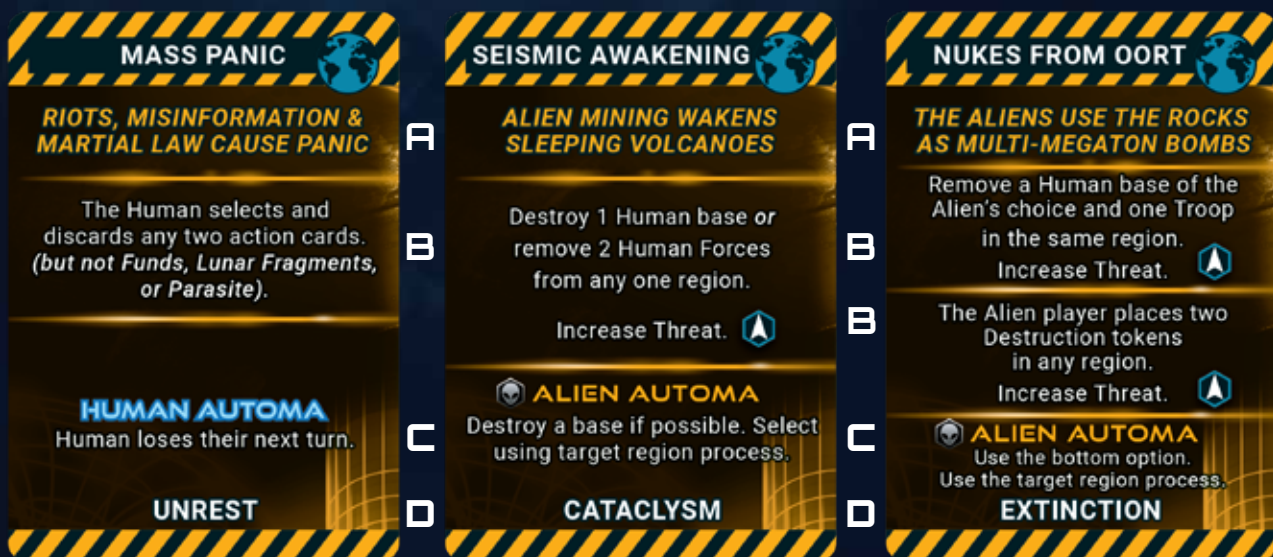 MASS PANIC
RIOTS, MISINFORMATION &
MARTIAL LAW CAUSE PANIC
The Human selects and
discards any two action cards.
(but not Funds, Lunar Fragments,
or Parasite).
HUMAN AUTOMA
Human loses their next turn.
UNREST
A
B
C
D
SEISMIC AWAKENING
ALIEN MINING WAKENS
SLEEPING VOLCANOES
Destroy 1 Human base or
remove 2 Human Forces
from any one region.
Increase Threat.
ALIEN AUTOMA
Destroy a base if possible. Select
using target region process.
CATACLYSM
A
B
B
C
D
NUKES FROM OORT
THE ALIENS USE THE ROCKS
AS MULTI-MEGATON BOMBS
Remove a Human base of the
Alien's choice and one Troop
in the same region.
Increase Threat.
The Alien player places two
Destruction tokens
in any region.
Increase Threat.
ALIEN AUTOMA
Use the bottom option.
Use the target region process.
EXTINCTION